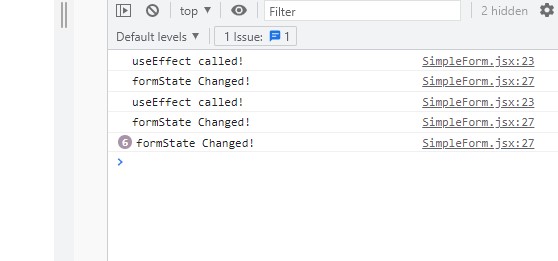 top ▼ Filter 2 hidden
Default levels ▼ 1 Issue: 1
useEffect called! SimpleForm.jsx:23
formState Changed! SimpleForm.jsx:27
useEffect called! SimpleForm.jsx:23
formState Changed! SimpleForm.jsx:27
6 formState Changed! SimpleForm.jsx:27
>